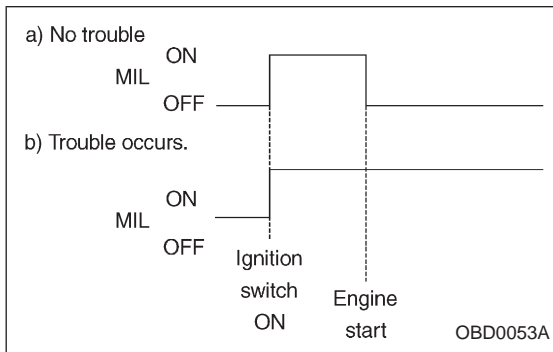 a) No trouble
ON
MIL
OFF
b) Trouble occurs.
ON
MIL
OFF
Ignition
switch
ON
Engine
start
OBD0053A